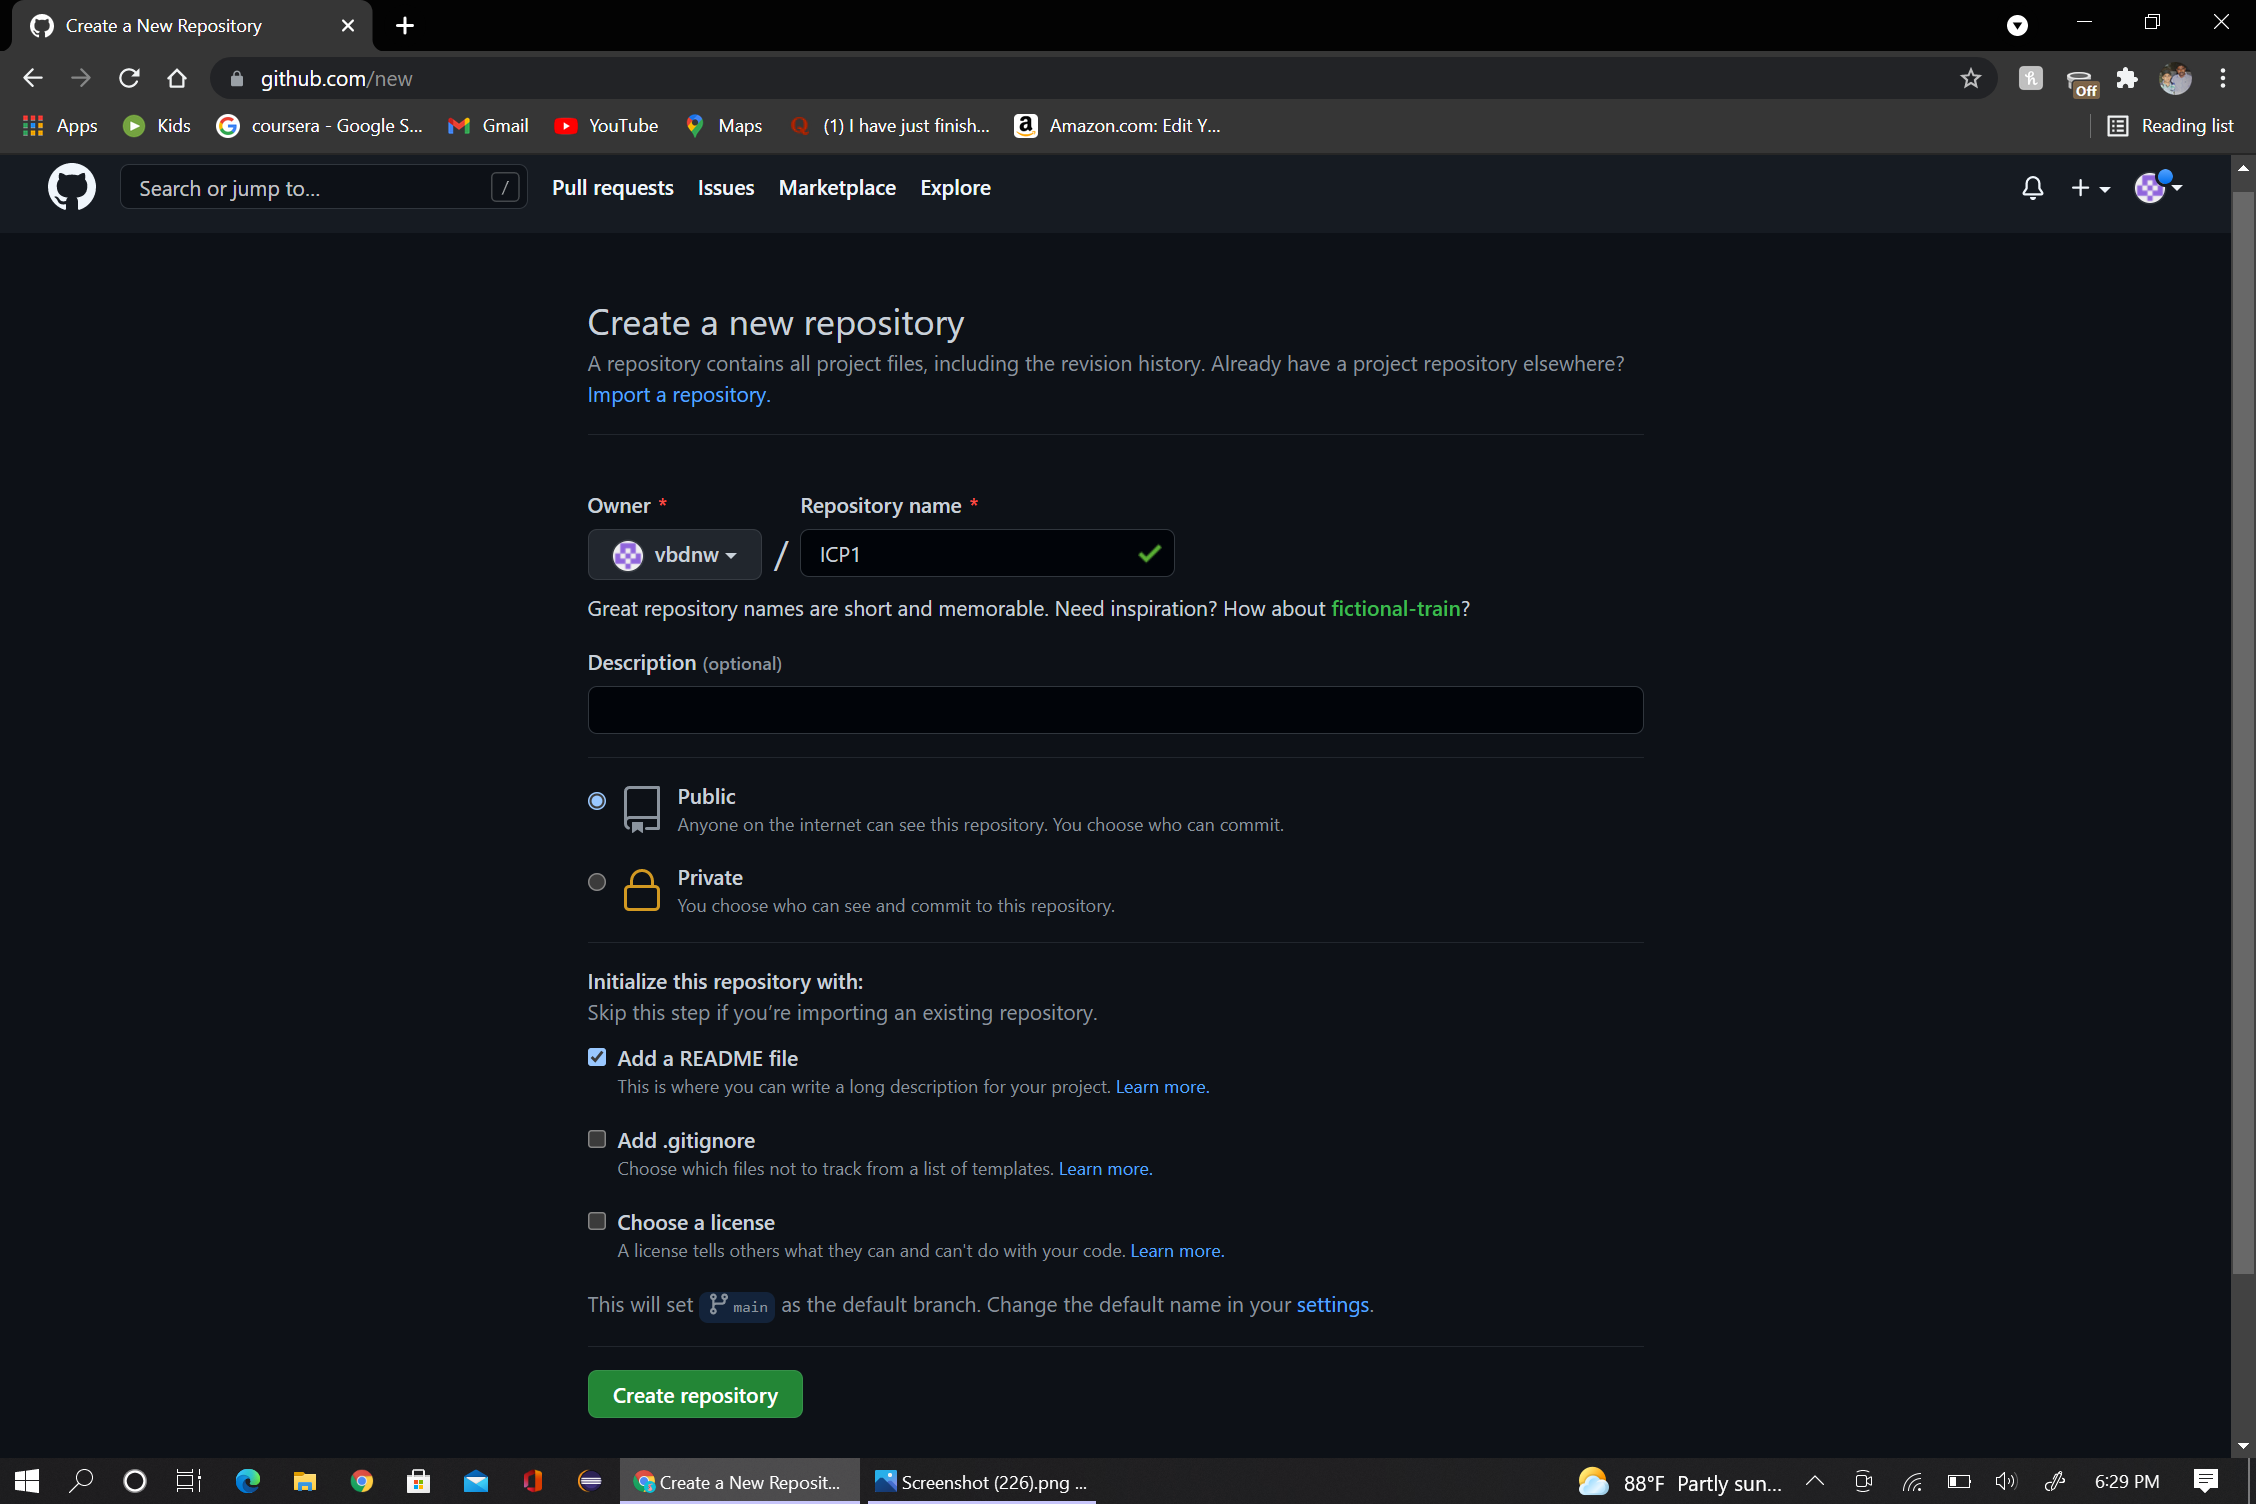 Create a New Repository
github.com/new
Off
Apps Kids coursera - Google S... Gmail YouTube Maps (1) I have just finish... Amazon.com: Edit Y... Reading list
Search or jump to... / Pull requests Issues Marketplace Explore
Create a new repository
A repository contains all project files, including the revision history. Already have a project repository elsewhere?
Import a repository.
Owner * Repository name *
vbdnw / ICP1
Great repository names are short and memorable. Need inspiration? How about fictional-train?
Description (optional)
Public
Anyone on the internet can see this repository. You choose who can commit.
Private
You choose who can see and commit to this repository.
Initialize this repository with:
Skip this step if you’re importing an existing repository.
Add a README file
This is where you can write a long description for your project. Learn more.
Add .gitignore
Choose which files not to track from a list of templates. Learn more.
Choose a license
A license tells others what they can and can't do with your code. Learn more.
This will set main as the default branch. Change the default name in your settings.
Create repository
Create a New Reposit... Screenshot (226).png ... 88°F Partly sun... 6:29 PM